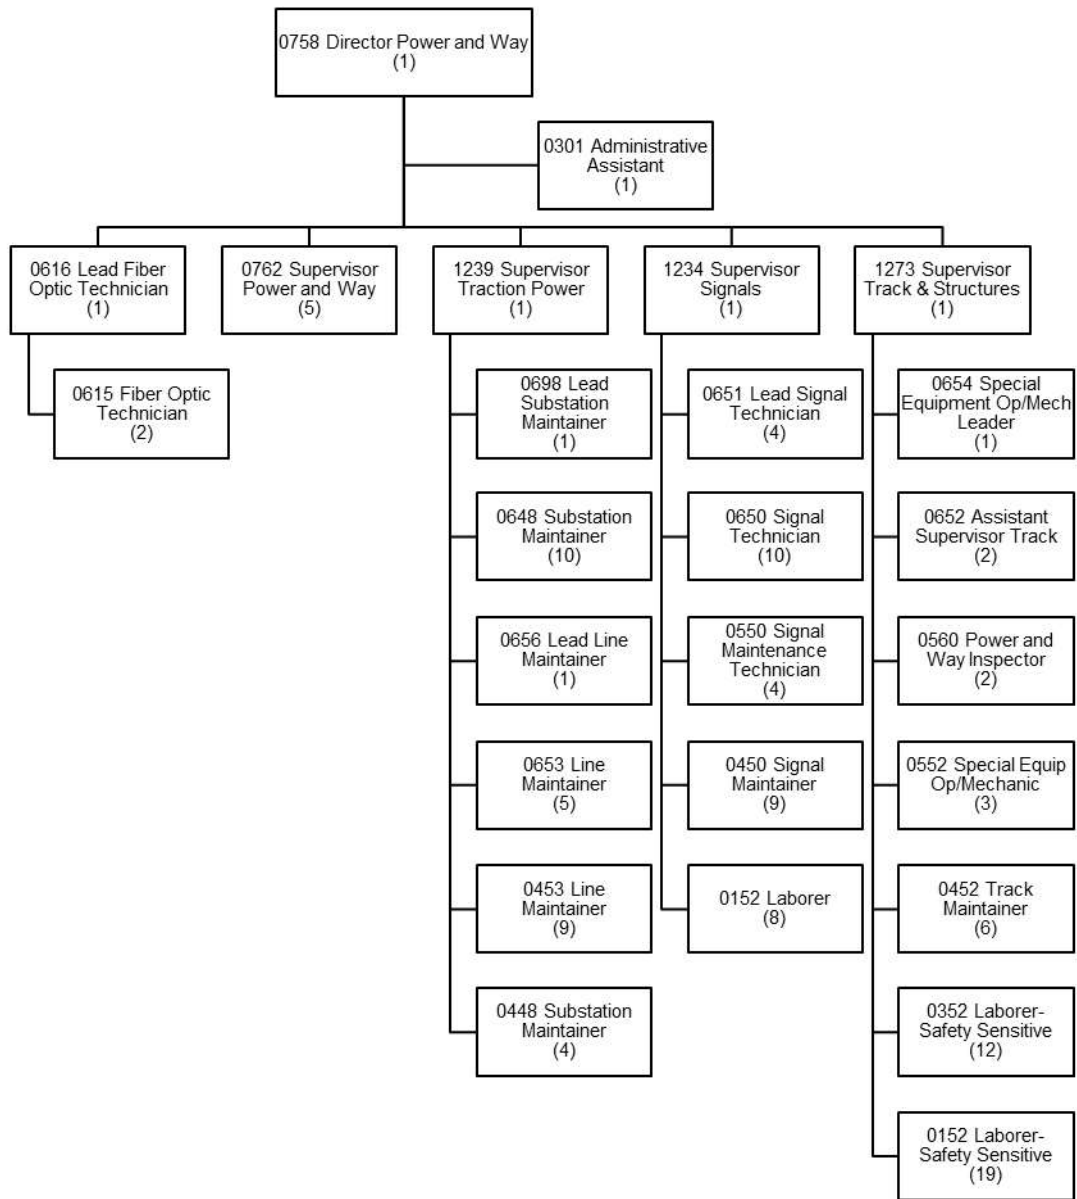 0758 Director Power and Way
(1)
0301 Administrative
Assistant
(1)
0616 Lead Fiber
Optic Technician
(1)
0762 Supervisor
Power and Way
(5)
1239 Supervisor
Traction Power
(1)
1234 Supervisor
Signals
(1)
1273 Supervisor
Track & Structures
(1)
0615 Fiber Optic
Technician
(2)
0698 Lead
Substation
Maintainer
(1)
0648 Substation
Maintainer
(10)
0656 Lead Line
Maintainer
(1)
0653 Line
Maintainer
(5)
0453 Line
Maintainer
(9)
0448 Substation
Maintainer
(4)
0651 Lead Signal
Technician
(4)
0650 Signal
Technician
(10)
0550 Signal
Maintenance
Technician
(4)
0450 Signal
Maintainer
(9)
0152 Laborer
(8)
0654 Special
Equipment Op/Mech
Leader
(1)
0652 Assistant
Supervisor Track
(2)
0560 Power and
Way Inspector
(2)
0552 Special Equip
Op/Mechanic
(3)
0452 Track
Maintainer
(6)
0352 Laborer-
Safety Sensitive
(12)
0152 Laborer-
Safety Sensitive
(19)